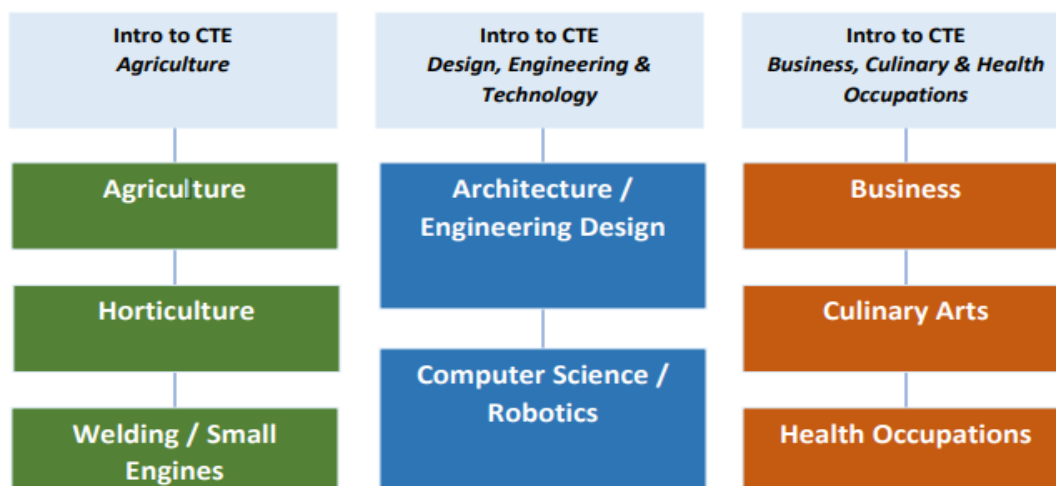 Intro to CTE
Agriculture
Agriculture
Horticulture
Welding / Small
Engines
Intro to CTE
Design, Engineering &
Technology
Architecture /
Engineering Design
Computer Science /
Robotics
Intro to CTE
Business, Culinary & Health
Occupations
Business
Culinary Arts
Health Occupations